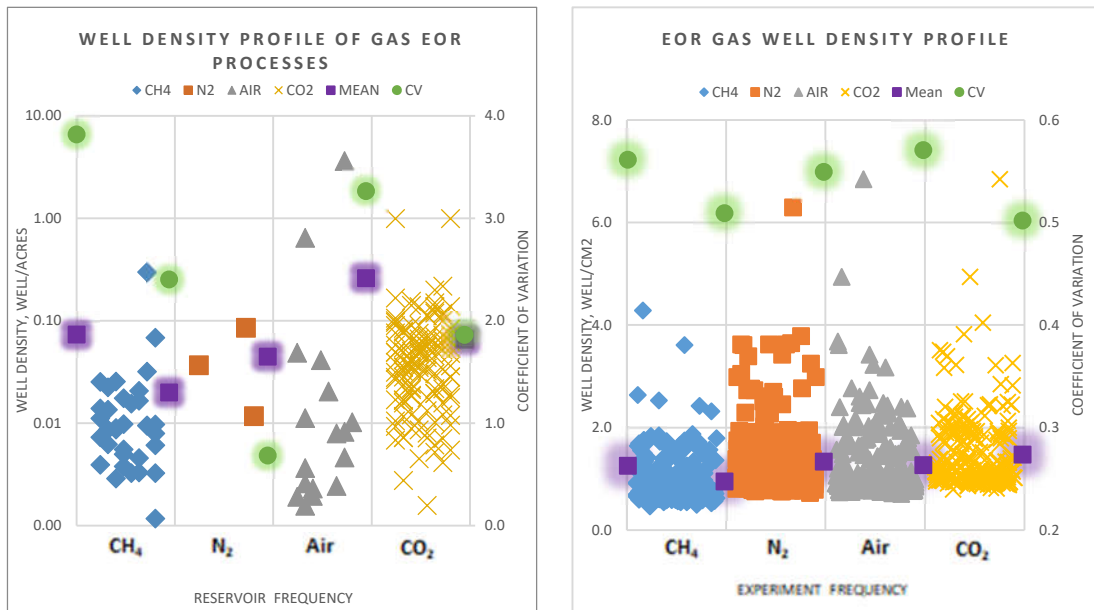 WELL DENSITY PROFILE OF GAS EOR
PROCESSES
CH4 N2 AIR CO2 MEAN CV
10.00
1.00
0.10
0.01
0.00
WELL DENSITY, WELL/ACRES
4.0
3.0
2.0
1.0
0.0
COEFFICIENT OF VARIATION
CH₄ N₂ Air CO₂
RESERVOIR FREQUENCY
EOR GAS WELL DENSITY PROFILE
CH4 N2 AIR CO2 Mean CV
8.0
6.0
4.0
2.0
0.0
WELL DENSITY, WELL/CM2
0.6
0.5
0.4
0.3
0.2
COEFFICIENT OF VARIATION
CH₄ N₂ Air CO₂
EXPERIMENT FREQUENCY